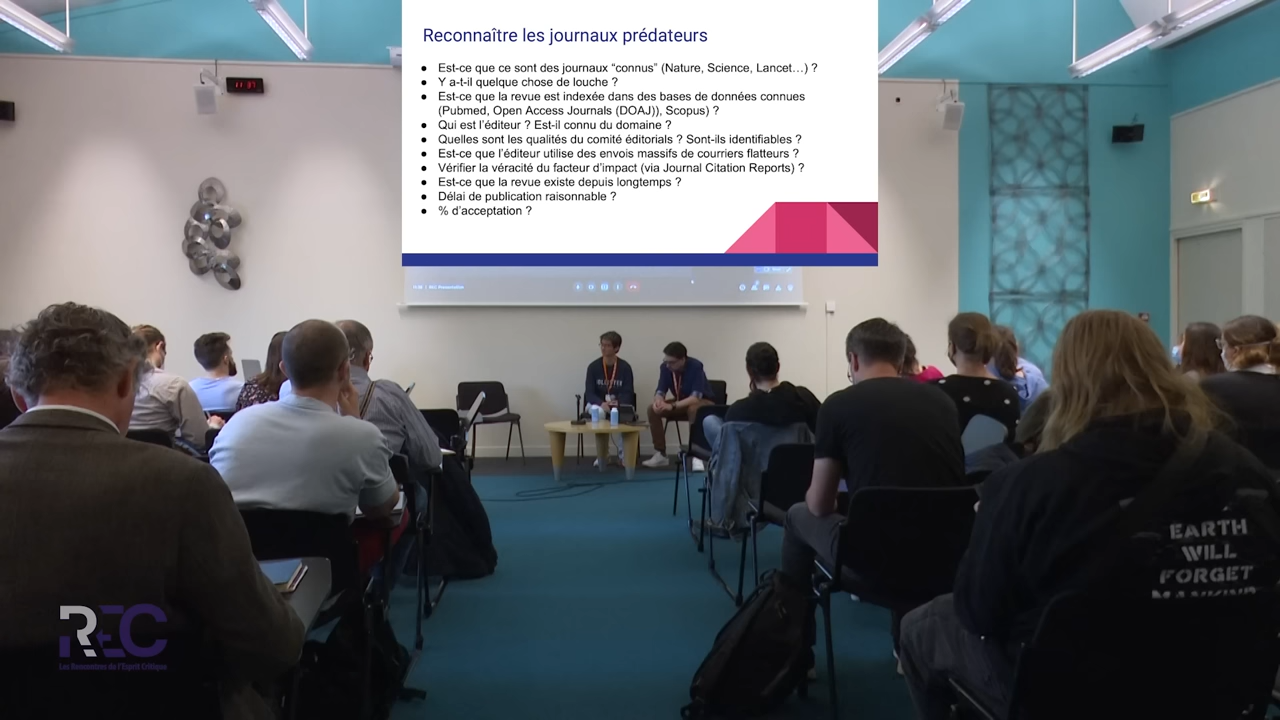 Reconnaître les journaux prédateurs
● Est-ce que ce sont des journaux “connus” (Nature, Science, Lancet…) ?
● Y a-t-il quelque chose de louche ?
● Est-ce que la revue est indexée dans des bases de données connues
(Pubmed, Open Access Journals (DOAJ)), Scopus) ?
● Qui est l’éditeur ? Est-il connu du domaine ?
● Quelles sont les qualités du comité éditorials ? Sont-ils identifiables ?
● Est-ce que l’éditeur utilise des envois massifs de courriers flatteurs ?
● Vérifier la véracité du facteur d’impact (via Journal Citation Reports) ?
● Est-ce que la revue existe depuis longtemps ?
● Délai de publication raisonnable ?
● % d’acceptation ?
EARTH
WILL
FORGET
MANKIND
REC
Les Rencontres de l'Esprit Critique